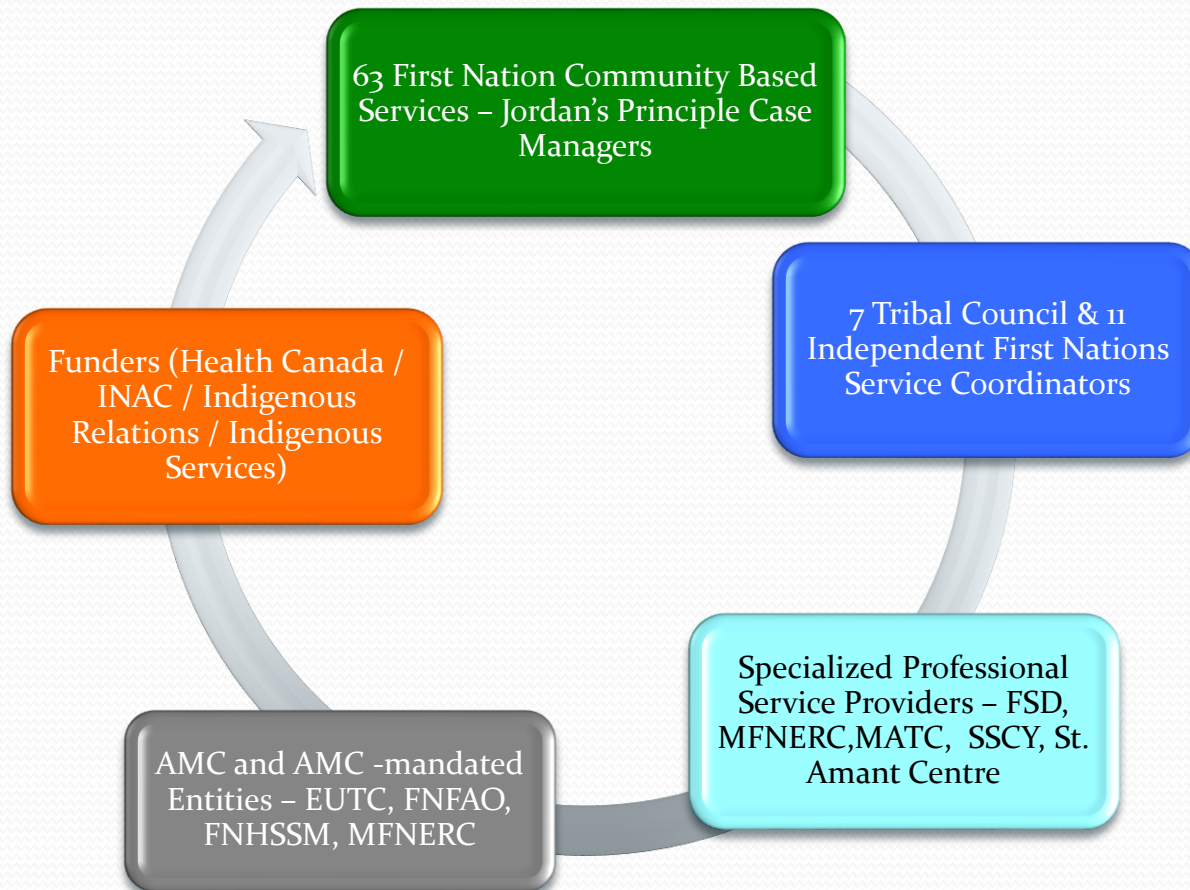 63 First Nation Community Based
Services – Jordan's Principle Case
Managers
7 Tribal Council & 11
Independent First Nations
Service Coordinators
Specialized Professional
Service Providers – FSD,
MFNERC,MATC, SSCY, St.
Amant Centre
AMC and AMC -mandated
Entities – EUTC, FNFAO,
FNHSSM, MFNERC
Funders (Health Canada /
INAC / Indigenous
Relations / Indigenous
Services)